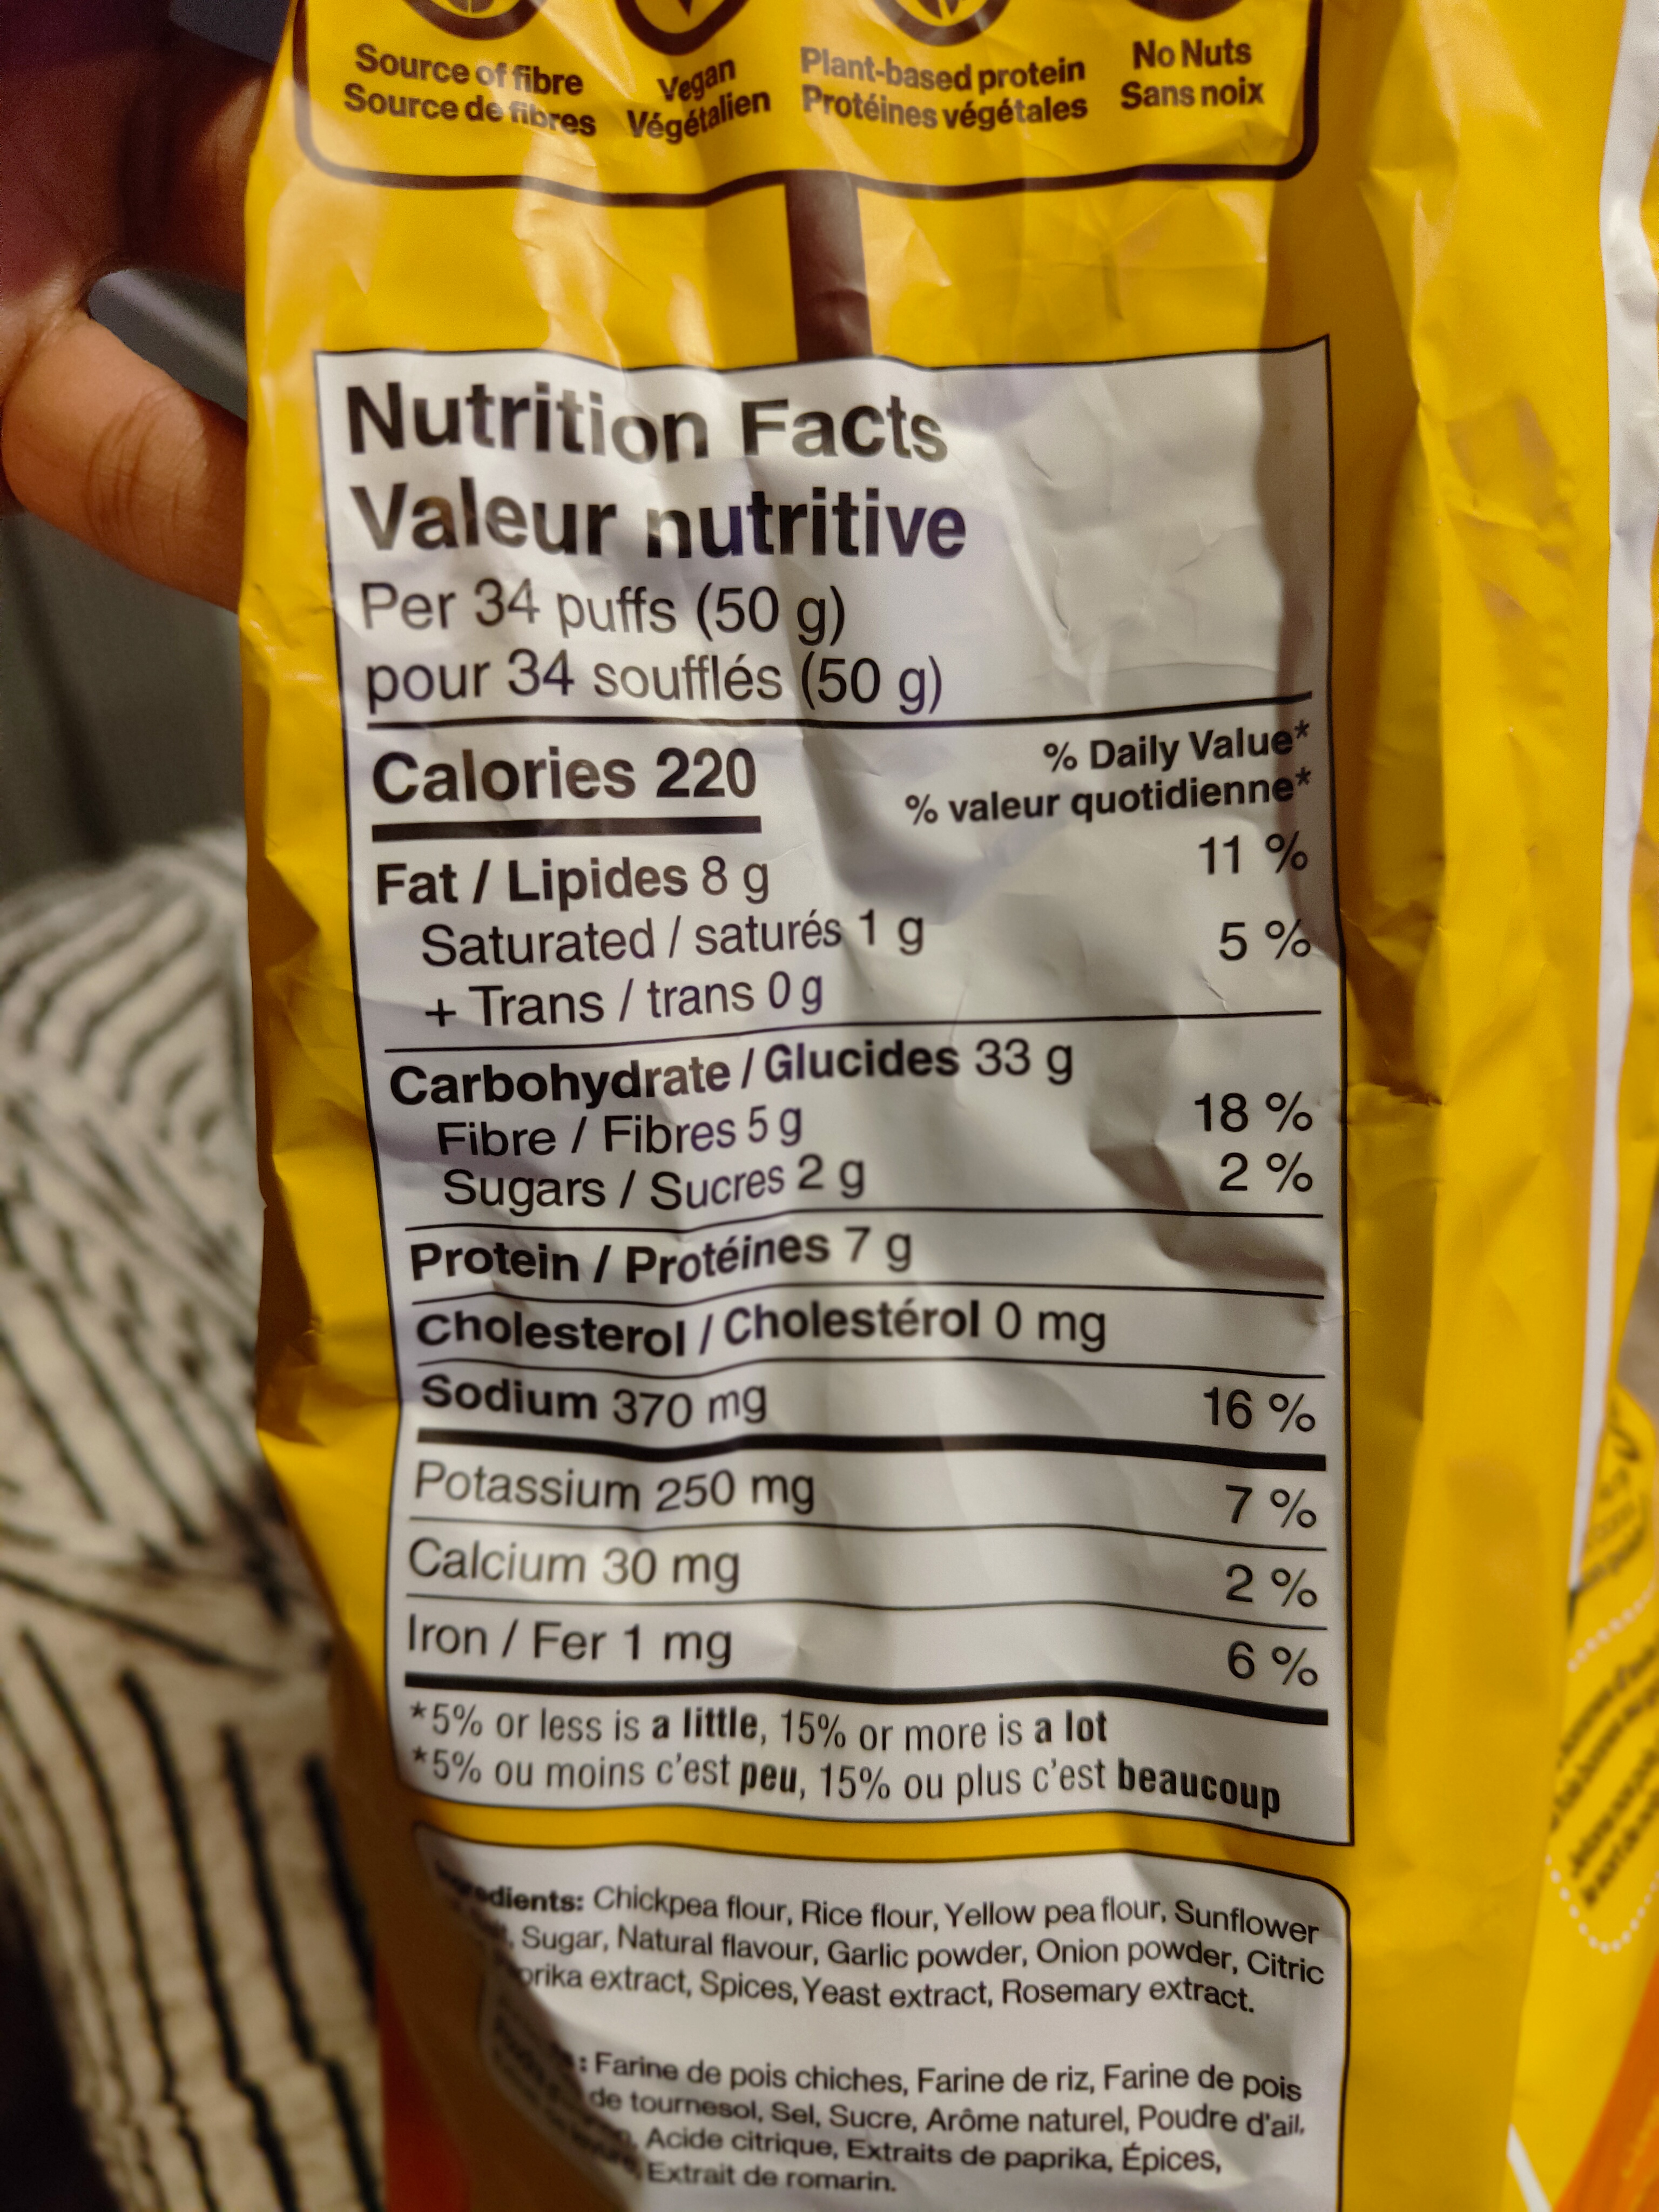 Source of fibre
Source de fibres
Vegan
Végétalien
Plant-based protein
Protéines végétales
No Nuts
Sans noix
Nutrition Facts
Valeur nutritive
Per 34 puffs (50 g)
pour 34 soufflés (50 g)
Calories 220
% Daily Value*
% valeur quotidienne*
Fat / Lipides 8 g 11 %
Saturated / saturés 1 g 5 %
+ Trans / trans 0 g
Carbohydrate / Glucides 33 g
Fibre / Fibres 5 g 18 %
Sugars / Sucres 2 g 2 %
Protein / Protéines 7 g
Cholesterol / Cholestérol 0 mg
Sodium 370 mg 16 %
Potassium 250 mg 7 %
Calcium 30 mg 2 %
Iron / Fer 1 mg 6 %
*5% or less is a little, 15% or more is a lot
*5% ou moins c'est peu, 15% ou plus c'est beaucoup
Chickpea flour, Rice flour, Yellow pea flour, Sunflower
Sugar, Natural flavour, Garlic powder, Onion powder, Citric
extract, Spices, Yeast extract, Rosemary extract.
: Farine de pois chiches, Farine de riz, Farine de pois
de tournesol, Sel, Sucre, Arôme naturel, Poudre d'ail,
Acide citrique, Extraits de paprika, Épices,
Extrait de romarin.